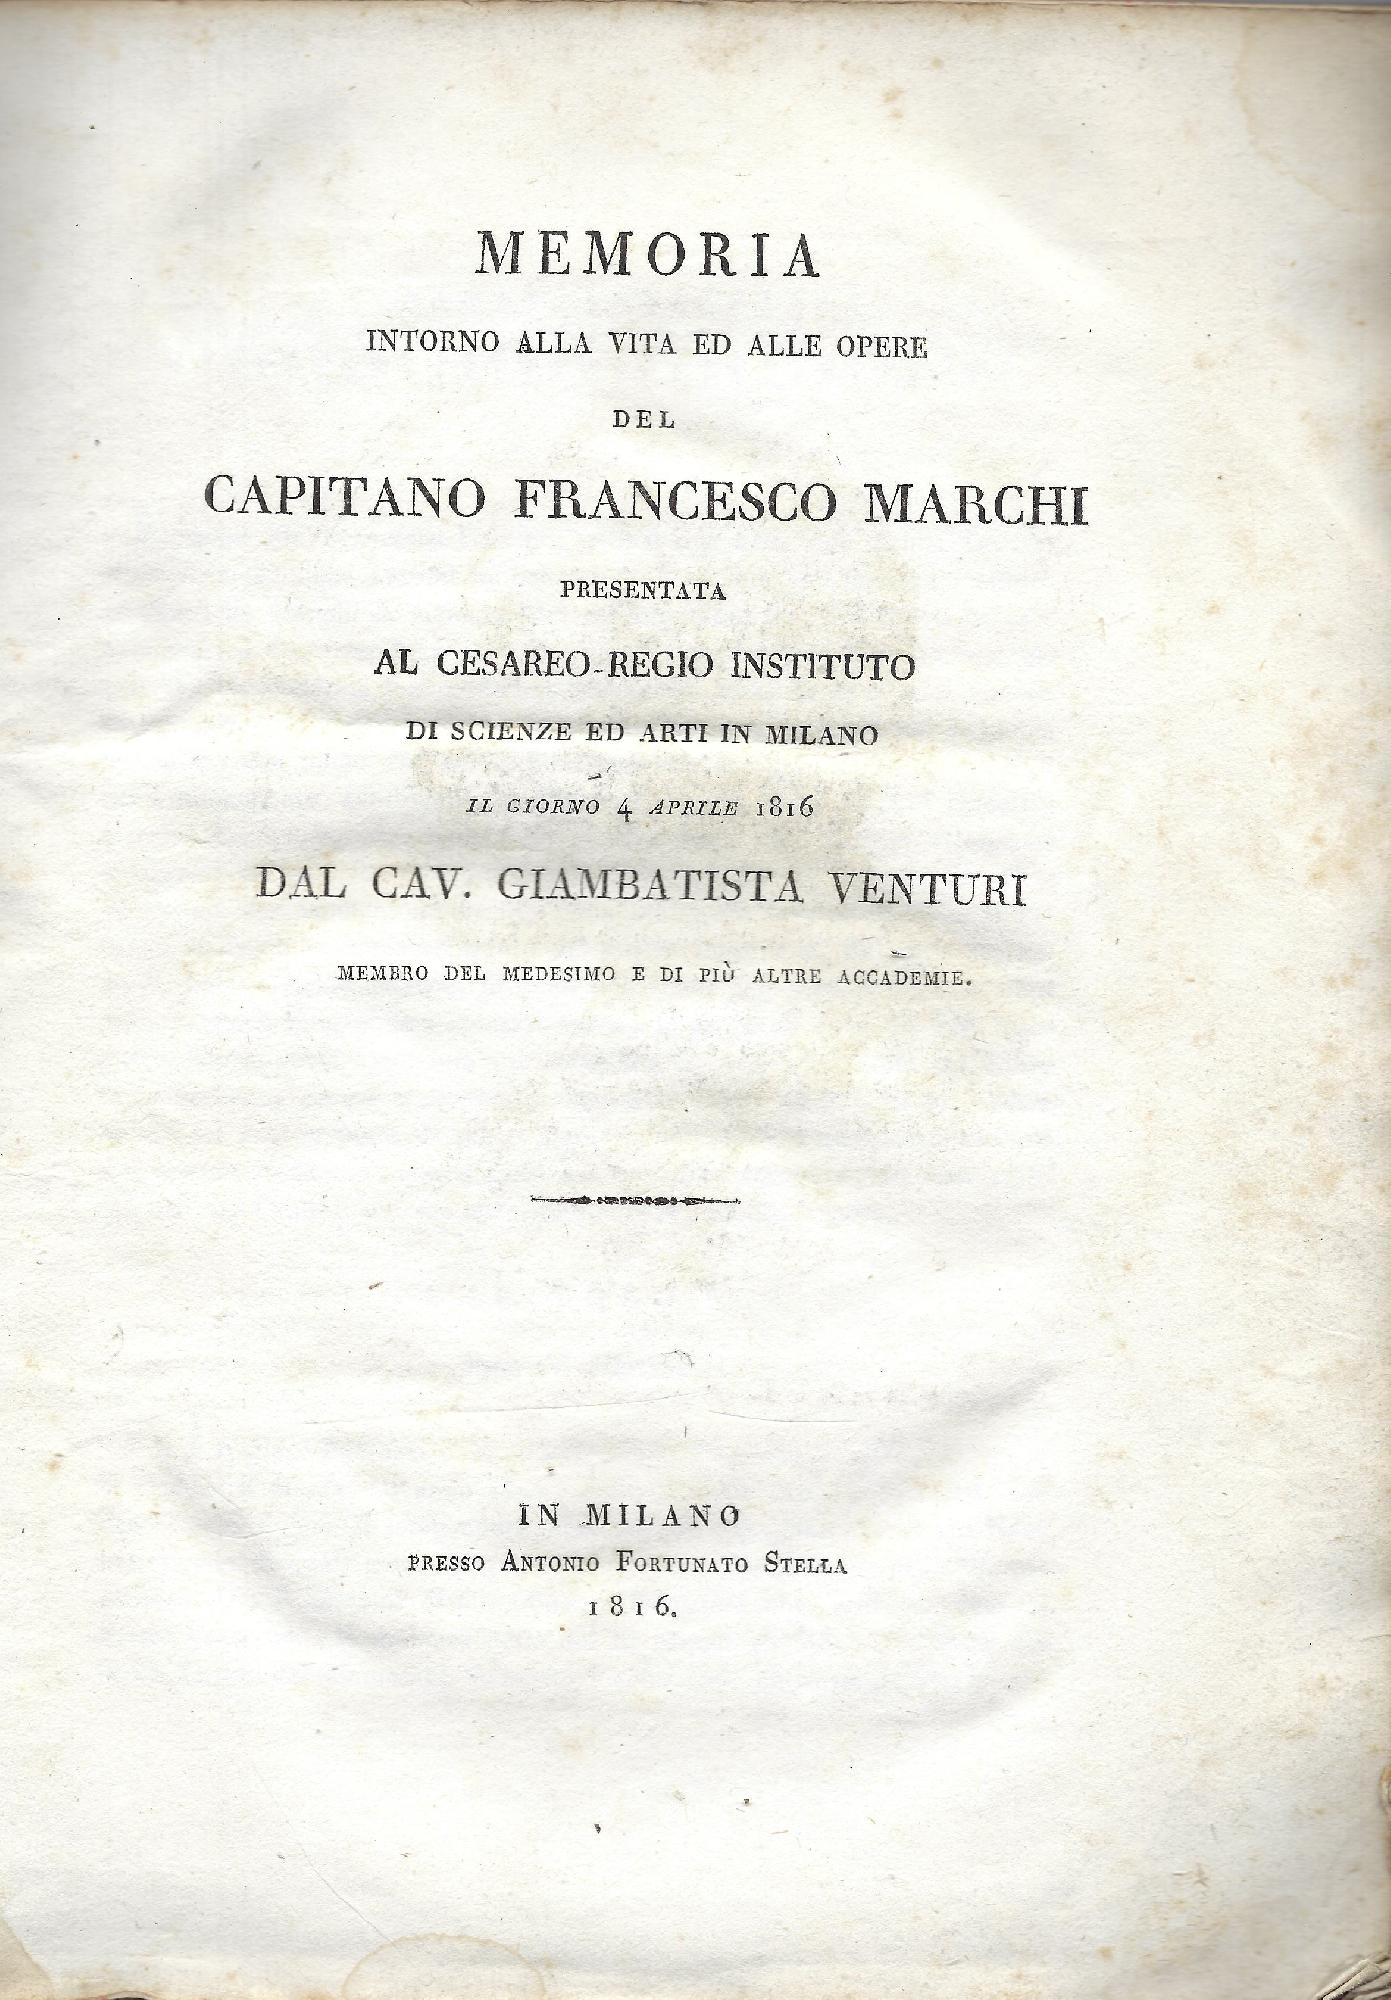 MEMORIA
INTORNO ALLA VITA ED ALLE OPERE
DEL
CAPITANO FRANCESCO MARCHI
PRESENTATA
AL CESAREO-REGIO INSTITUTO
DI SCIENZE ED ARTI IN MILANO
IL GIORNO 4 APRILE 1816
DAL CAV. GIAMBATISTA VENTURI
MEMBRO DEL MEDESIMO E DI PIÙ ALTRE ACCADEMIE.
IN MILANO
PRESSO ANTONIO FORTUNATO STELLA
1816.